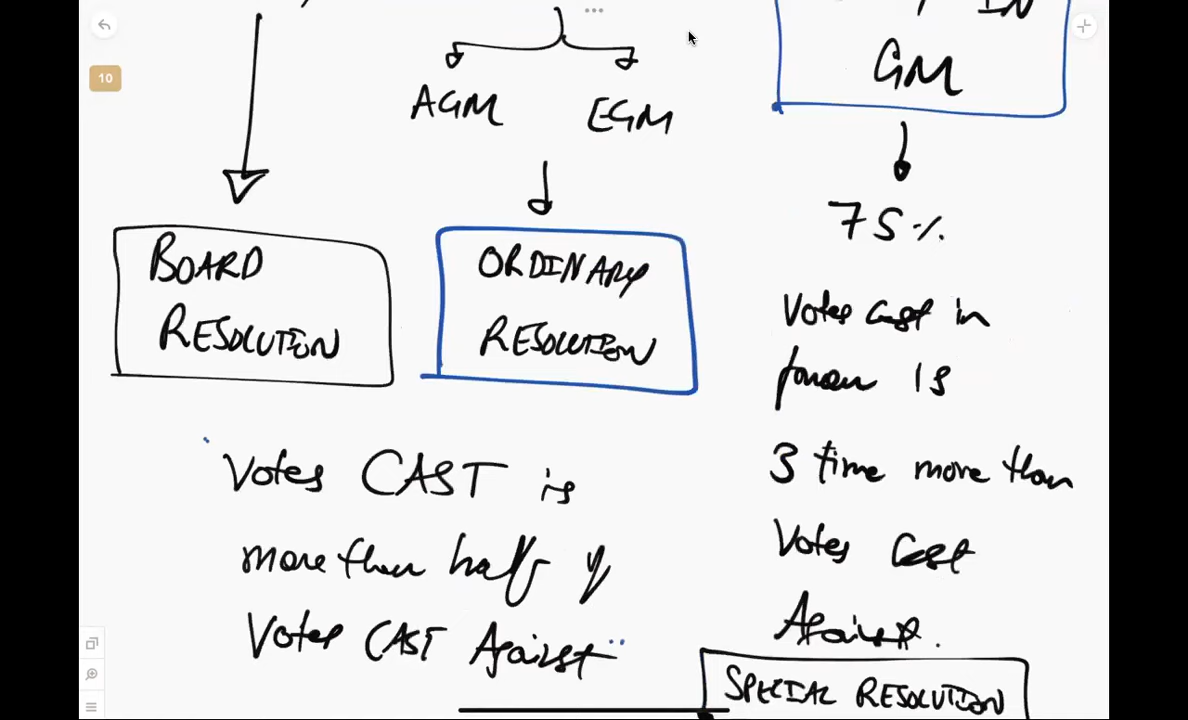 IN
GM
10
AGM
EGM
75%
BOARD
RESOLUTION
ORDINARY
RESOLUTION
Votes cast in
favour is
3 time more than
Votes cast
Against.
Votes CAST is
more than half of
Votes CAST Against
SPECIAL RESOLUTION